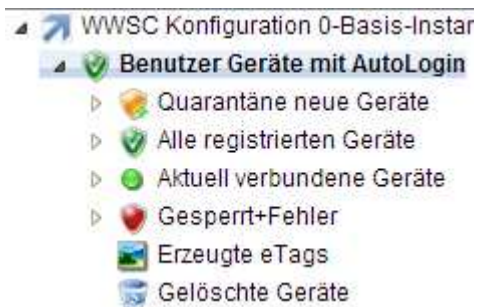 WWSC Konfiguration 0-Basis-Instar
Benutzer Geräte mit AutoLogin
Quarantäne neue Geräte
Alle registrierten Geräte
Aktuell verbundene Geräte
Gesperrt+Fehler
Erzeugte eTags
Gelöschte Geräte